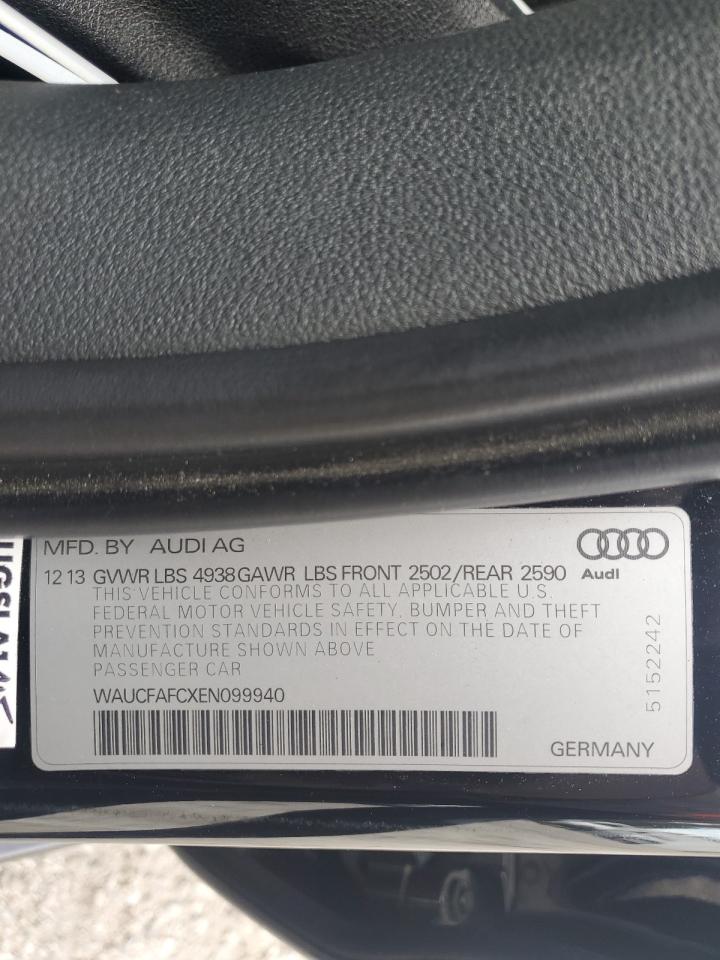 MFD. BY AUDI AG
12 13 GVWR LBS 4938 GAWR LBS FRONT 2502/REAR 2590
Audi
THIS VEHICLE CONFORMS TO ALL APPLICABLE U.S.
FEDERAL MOTOR VEHICLE SAFETY, BUMPER AND THEFT
PREVENTION STANDARDS IN EFFECT ON THE DATE OF
MANUFACTURE SHOWN ABOVE
PASSENGER CAR
WAUCFAFCXEN099940
GERMANY
5152242